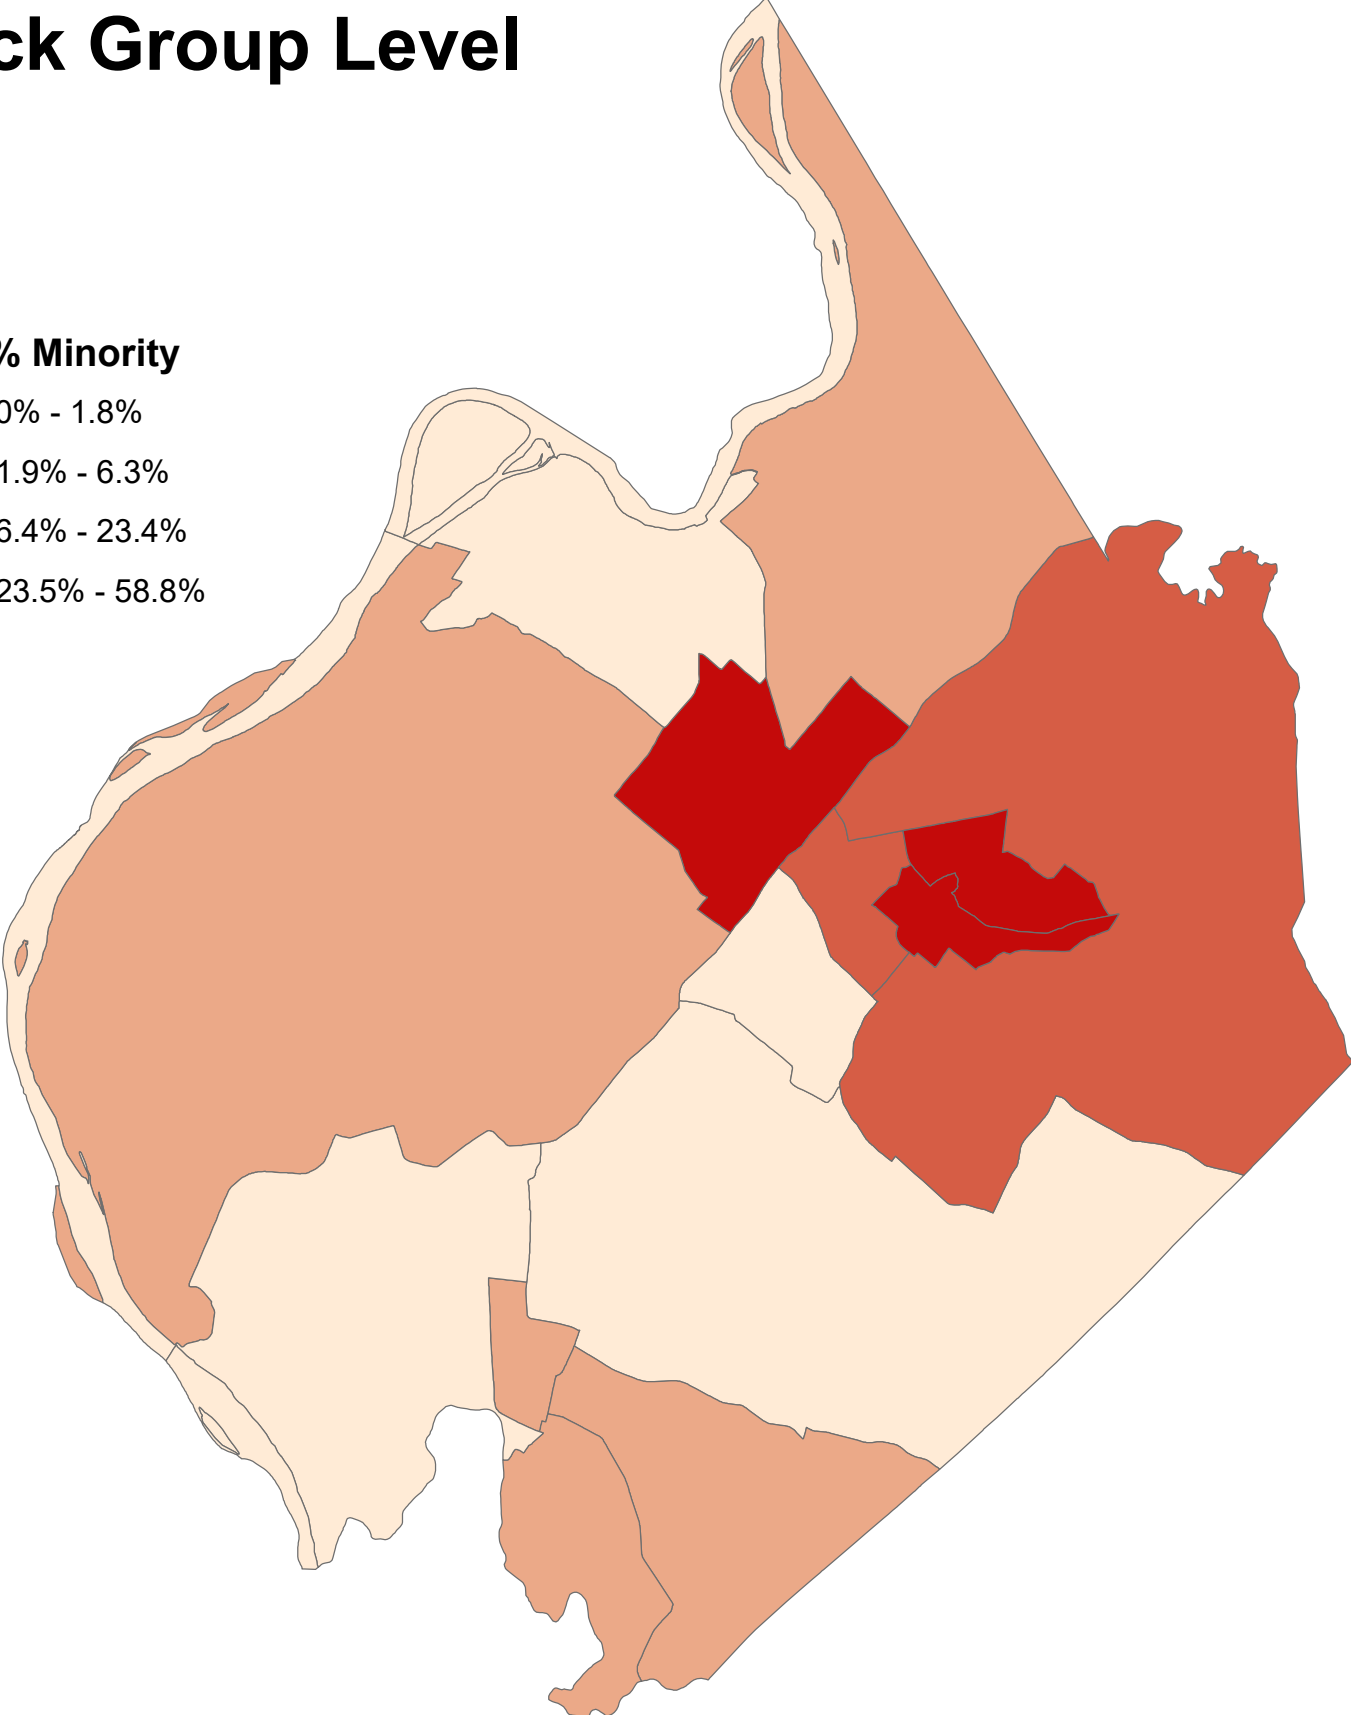 ck Group Level
% Minority
0% - 1.8%
1.9% - 6.3%
6.4% - 23.4%
23.5% - 58.8%